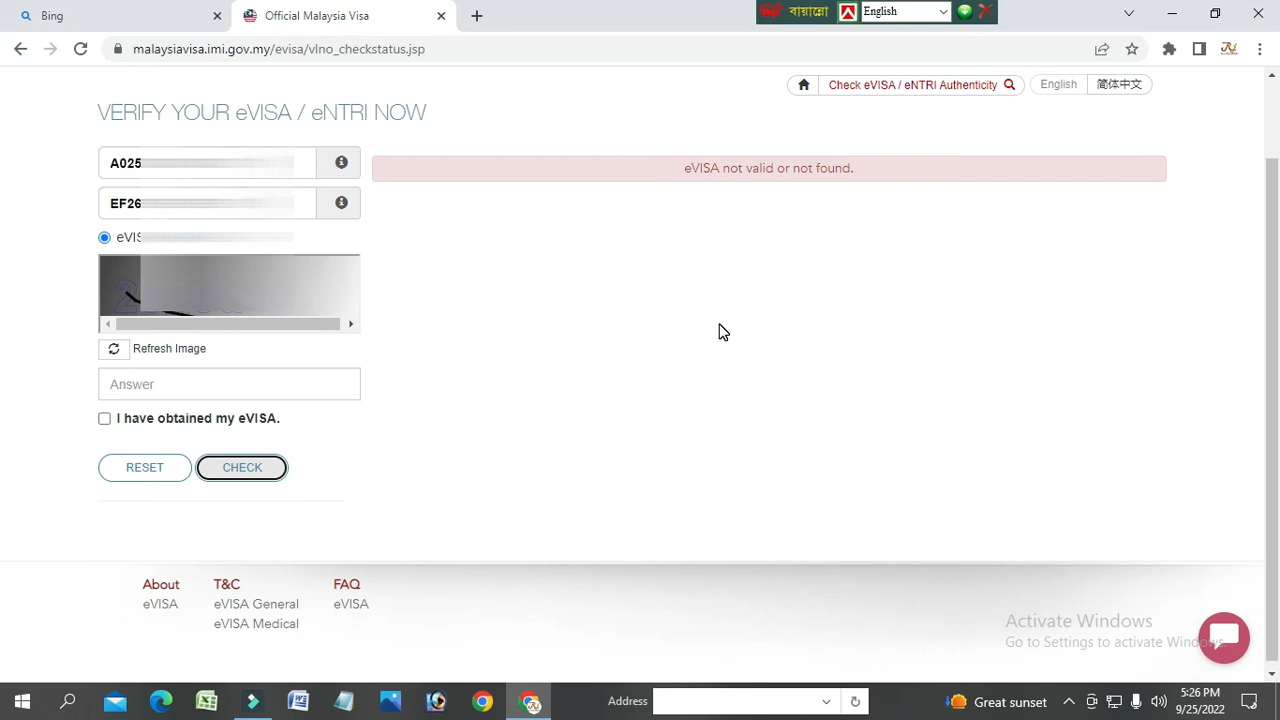 Bing
Official Malaysia Visa
বায়ান্নো
English
malaysiavisa.imi.gov.my/evisa/vlno_checkstatus.jsp
Check eVISA / eNTRI Authenticity
English
简体中文
VERIFY YOUR eVISA / eNTRI NOW
A025
eVISA not valid or not found.
EF26
eVIS
Refresh Image
Answer
I have obtained my eVISA.
RESET
CHECK
About
T&C
FAQ
eVISA
eVISA General
eVISA
eVISA Medical
Activate Windows
Go to Settings to activate Windows.
Address
Great sunset
5:26 PM
9/25/2022